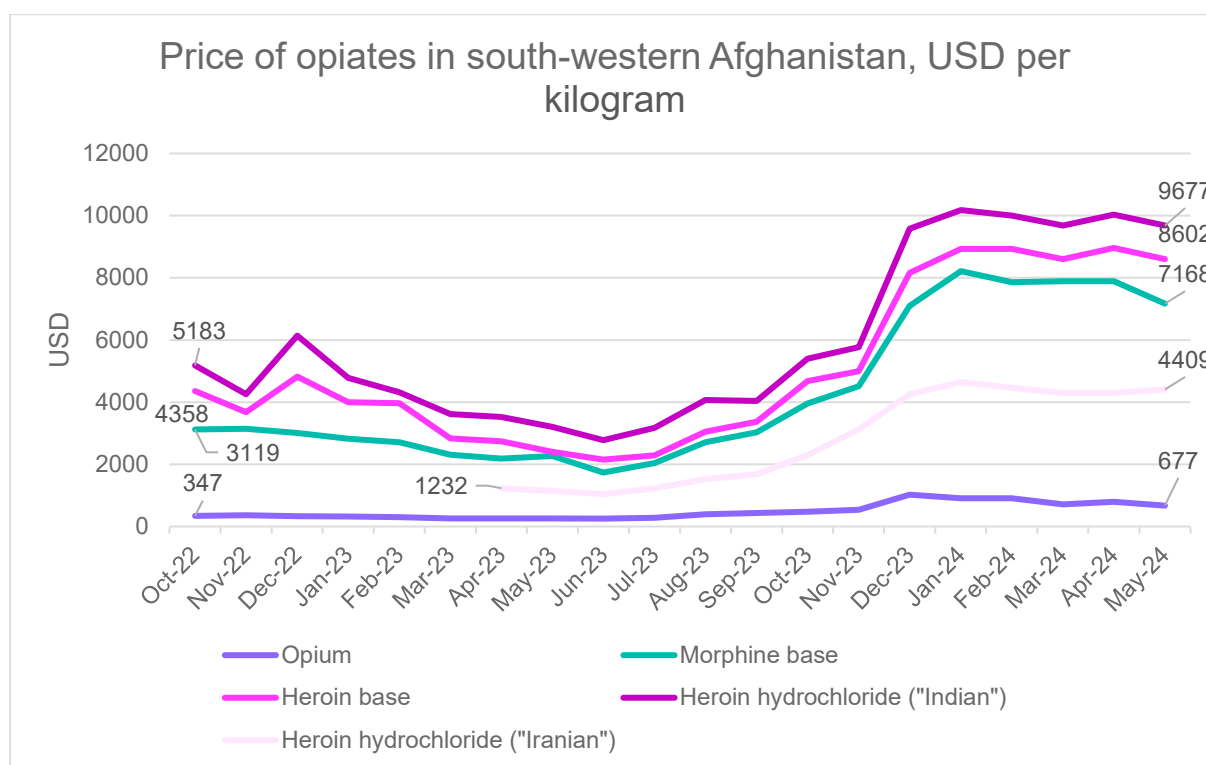 Price of opiates in south-western Afghanistan, USD per
kilogram
12000
10000
8000
6000
4000
2000
0
USD
5183
4358
3119
347
1232
9677
8602
7168
4409
677
Oct-22
Nov-22
Dec-22
Jan-23
Feb-23
Mar-23
Apr-23
May-23
Jun-23
Jul-23
Aug-23
Sep-23
Oct-23
Nov-23
Dec-23
Jan-24
Feb-24
Mar-24
Apr-24
May-24
Opium
Morphine base
Heroin base
Heroin hydrochloride ("Indian")
Heroin hydrochloride ("Iranian")